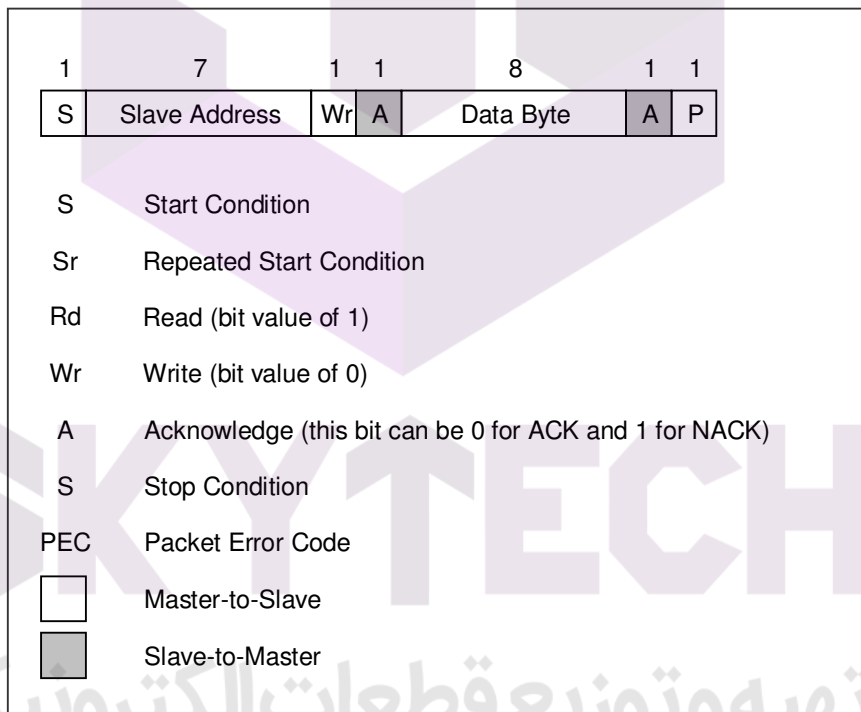 1 7 1 1 8 1 1
S Slave Address Wr A Data Byte A P
S Start Condition
Sr Repeated Start Condition
Rd Read (bit value of 1)
Wr Write (bit value of 0)
A Acknowledge (this bit can be 0 for ACK and 1 for NACK)
S Stop Condition
PEC Packet Error Code
Master-to-Slave
Slave-to-Master
SKYTECH